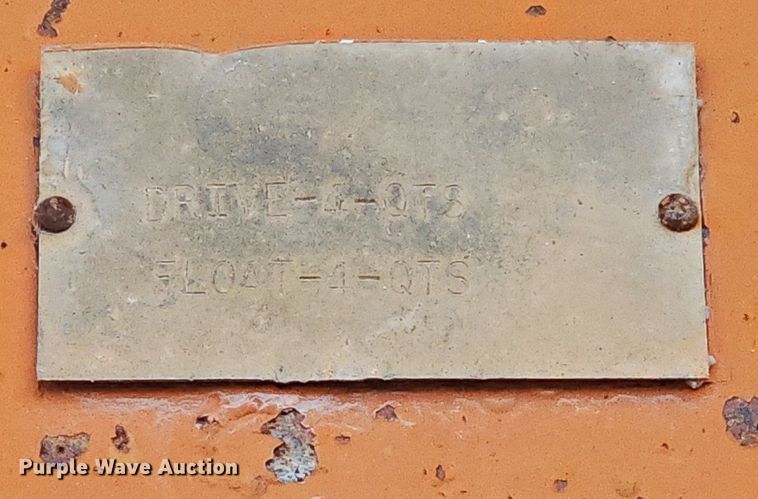 DRIVE-4-QTS
FLOAT-4-QTS
Purple Wave Auction